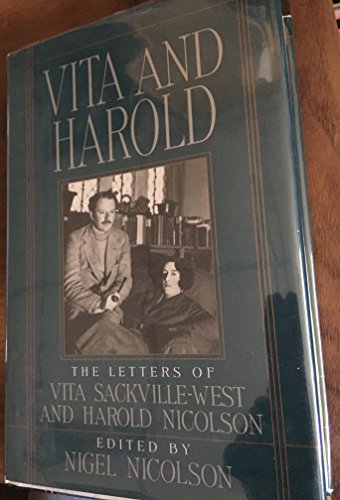 VITA AND
HAROLD
THE LETTERS OF
VITA SACKVILLE-WEST
AND HAROLD NICOLSON
EDITED BY
NIGEL NICOLSON